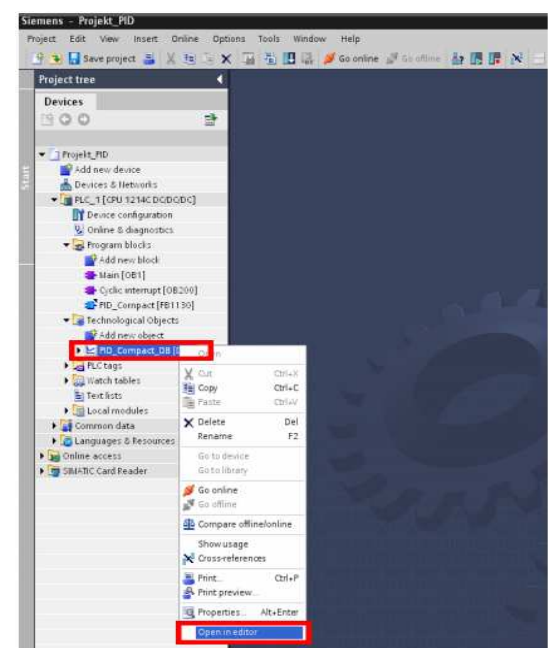 Siemens - Projekt_PID
Project Edit View Insert Online Options Tools Window Help
Save project Go online Go offline
Project tree
Devices
Start
Projekt_PID
Add new device
Devices & Networks
PLC_1 [CPU 1214C DC/DC/DC]
Device configuration
Online & diagnostics
Program blocks
Add new block
Main [OB1]
Cyclic interrupt [OB200]
PID_Compact [FB1130]
Technological Objects
Add new object
PID_Compact_DB [
PLC tags
Watch tables
Text lists
Local modules
Common data
Languages & Resources
Online access
SIMATIC Card Reader
Open
Cut Ctrl+X
Copy Ctrl+C
Paste Ctrl+V
Delete Del
Rename F2
Go to device
Go to library
Go online
Go offline
Compare offline/online
Show usage
Cross-references
Print... Ctrl+P
Print preview...
Properties... Alt+Enter
Open in editor